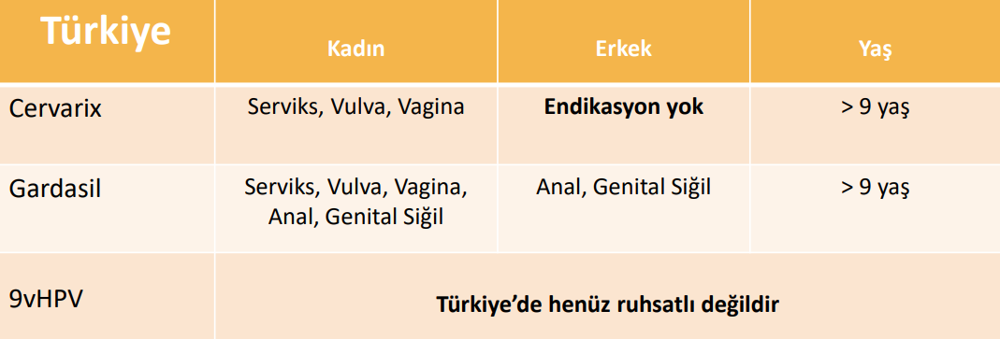 Türkiye
Kadın
Erkek
Yaş
Cervarix
Serviks, Vulva, Vagina
Endikasyon yok
> 9 yaş
Gardasil
Serviks, Vulva, Vagina,
Anal, Genital Siğil
Anal, Genital Siğil
> 9 yaş
9vHPV
Türkiye’de henüz ruhsatlı değildir